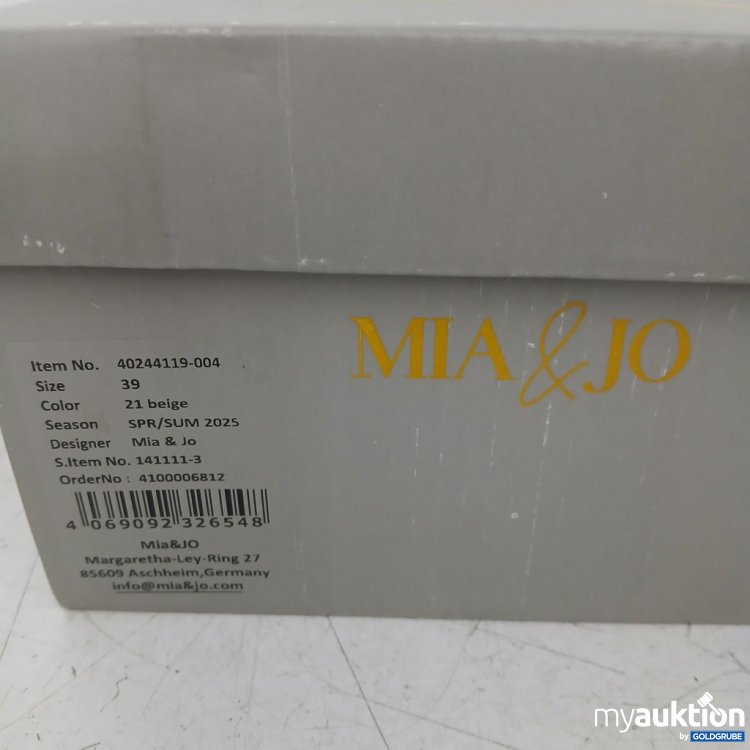 MIA & JO
Item No. 40244119-004
Size 39
Color 21 beige
Season SPR/SUM 2025
Designer Mia & Jo
S.Item No. 141111-3
OrderNo : 4100006812
4 069092 326548
Mia&JO
Margaretha-Ley-Ring 27
85609 Aschheim,Germany
info@mia&jo.com
myauktion
by GOLDGRUBE